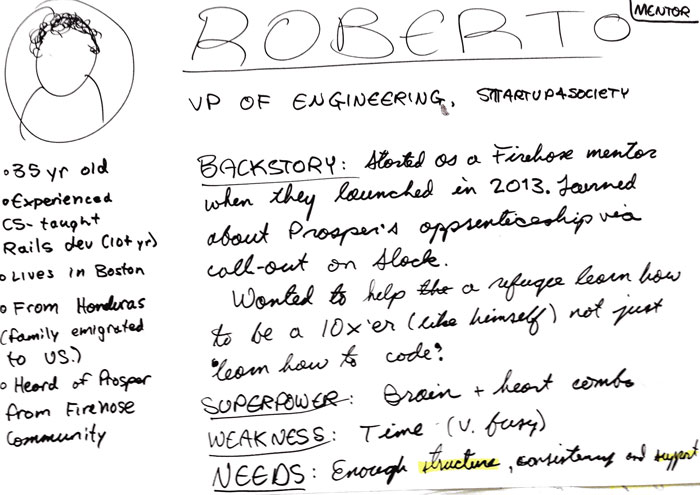 ROBERTO
MENTOR
VP OF ENGINEERING, STARTUP4SOCIETY
• 35 yr old
• Experienced
CS-taught
Rails dev (10+ yr)
• Lives in Boston
• From Honduras
(family emigrated
to US.)
• Heard of Prosper
from Firehose
Community
BACKSTORY: Started as a Firehose mentor
when they launched in 2013. Learned
about Prosper's apprenticeship via
call-out on Slack.
Wanted to help a refugee learn how
to be a 10x'er (like himself) not just
"learn how to code".
SUPERPOWER: Brain + heart combo
WEAKNESS: Time (v. busy)
NEEDS: Enough structure, consistency and support